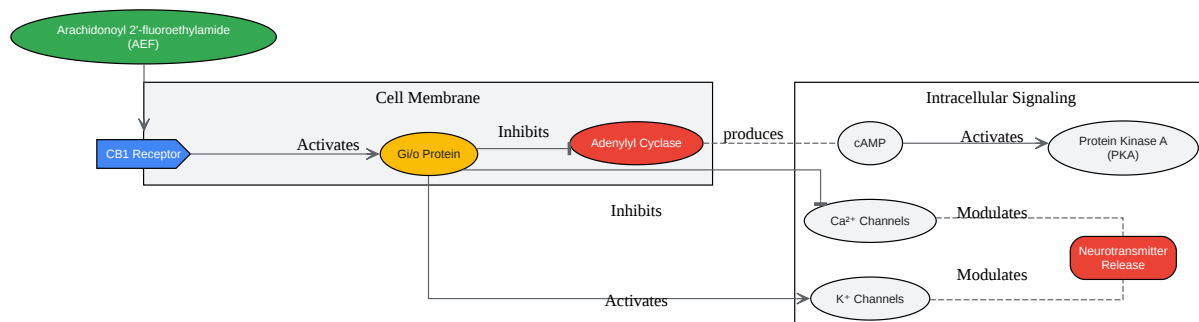 Arachidonoyl 2'-fluoroethylamide
(AEF)
Cell Membrane
Intracellular Signaling
CB1 Receptor
Activates
Gi/o Protein
Inhibits
Adenylyl Cyclase
produces
cAMP
Activates
Protein Kinase A
(PKA)
Inhibits
Ca²⁺ Channels
Modulates
Neurotransmitter
Release
Activates
K⁺ Channels
Modulates